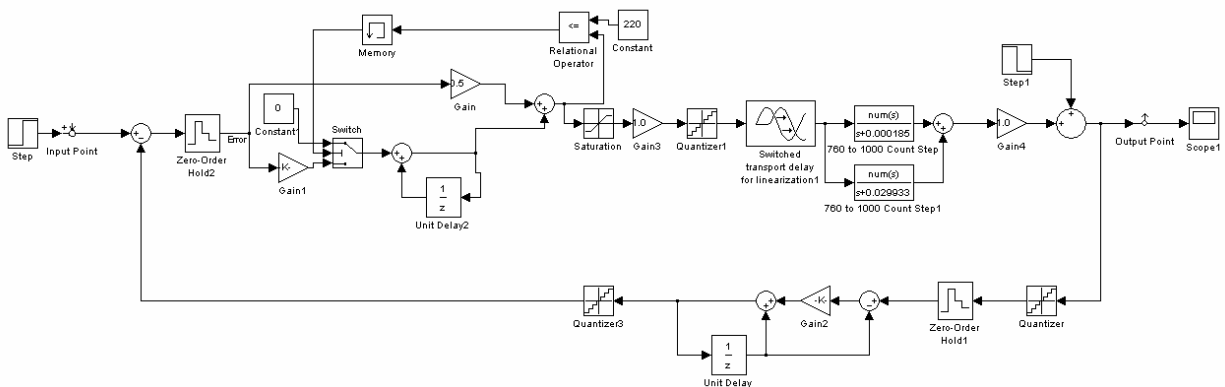 Memory
<=
Relational
Operator
220
Constant
0.5
Gain
Step1
0
Constant1
Switch
Step
Input Point
Zero-Order
Hold2
Error
-K-
Gain1
1
z
Unit Delay2
Saturation
1.0
Gain3
Quantizer1
Switched
transport delay
for linearization1
num(s)
s+0.000185
760 to 1000 Count Step
num(s)
s+0.029933
760 to 1000 Count Step1
1.0
Gain4
Output Point
Scope1
Quantizer3
1
z
Unit Delay
-K-
Gain2
Zero-Order
Hold1
Quantizer